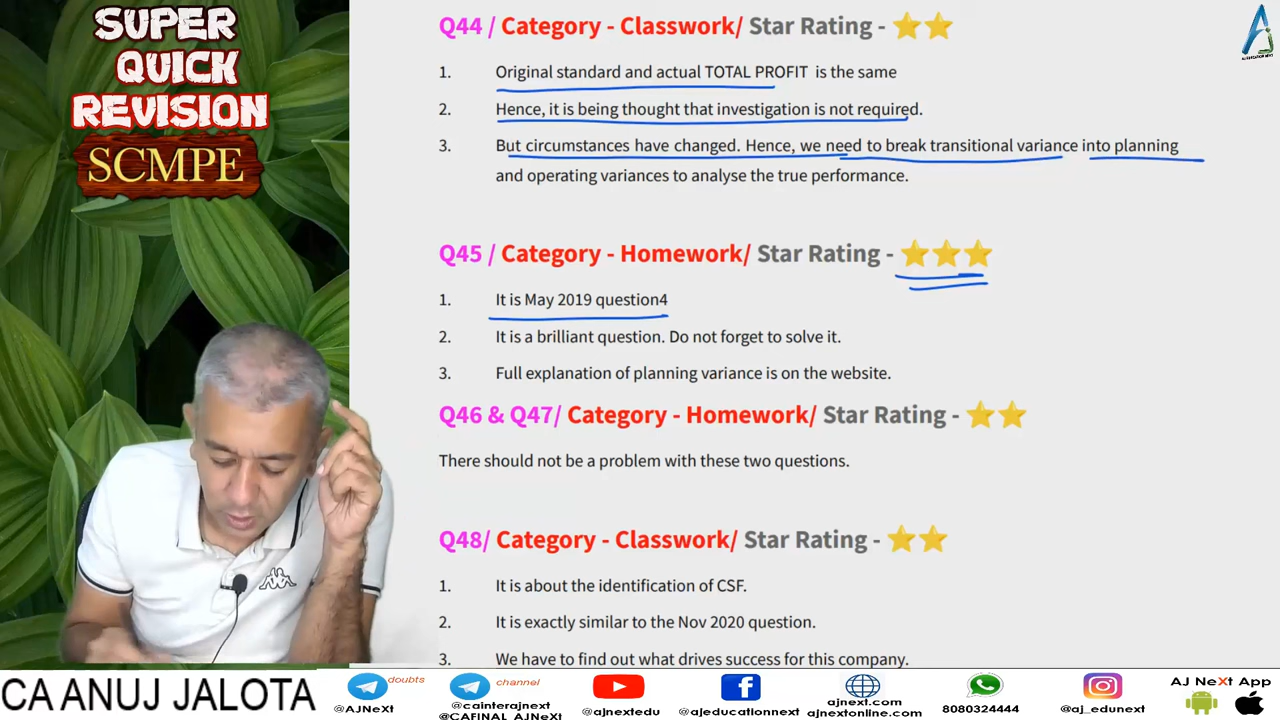 SUPER
QUICK
REVISION
SCMPE
Q44 / Category - Classwork/ Star Rating -
1. Original standard and actual TOTAL PROFIT is the same
2. Hence, it is being thought that investigation is not required.
3. But circumstances have changed. Hence, we need to break transitional variance into planning
and operating variances to analyse the true performance.
Q45 / Category - Homework/ Star Rating -
1. It is May 2019 question4
2. It is a brilliant question. Do not forget to solve it.
3. Full explanation of planning variance is on the website.
Q46 & Q47/ Category - Homework/ Star Rating -
There should not be a problem with these two questions.
Q48/ Category - Classwork/ Star Rating -
1. It is about the identification of CSF.
2. It is exactly similar to the Nov 2020 question.
3. We have to find out what drives success for this company.
CA ANUJ JALOTA
doubts
@AJNeXt
channel
@cainterajnext
@CAFINAL_AJNeXt
@ajnextedu
@ajeducationnext
ajnext.com
ajnextonline.com
8080324444
@aj_edunext
AJ NeXt App